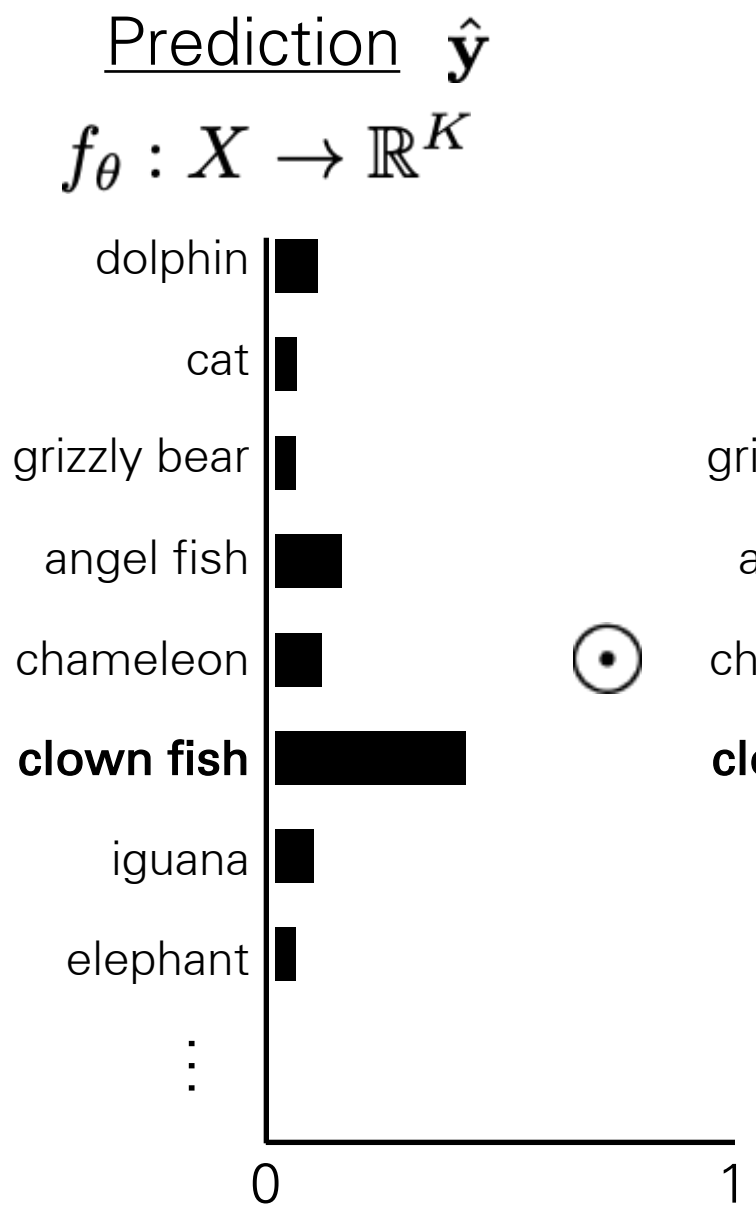 Prediction ŷ
f_θ : X → ℝ^K
dolphin
cat
grizzly bear
angel fish
chameleon
⊙
clown fish
iguana
elephant
⋮
0 1